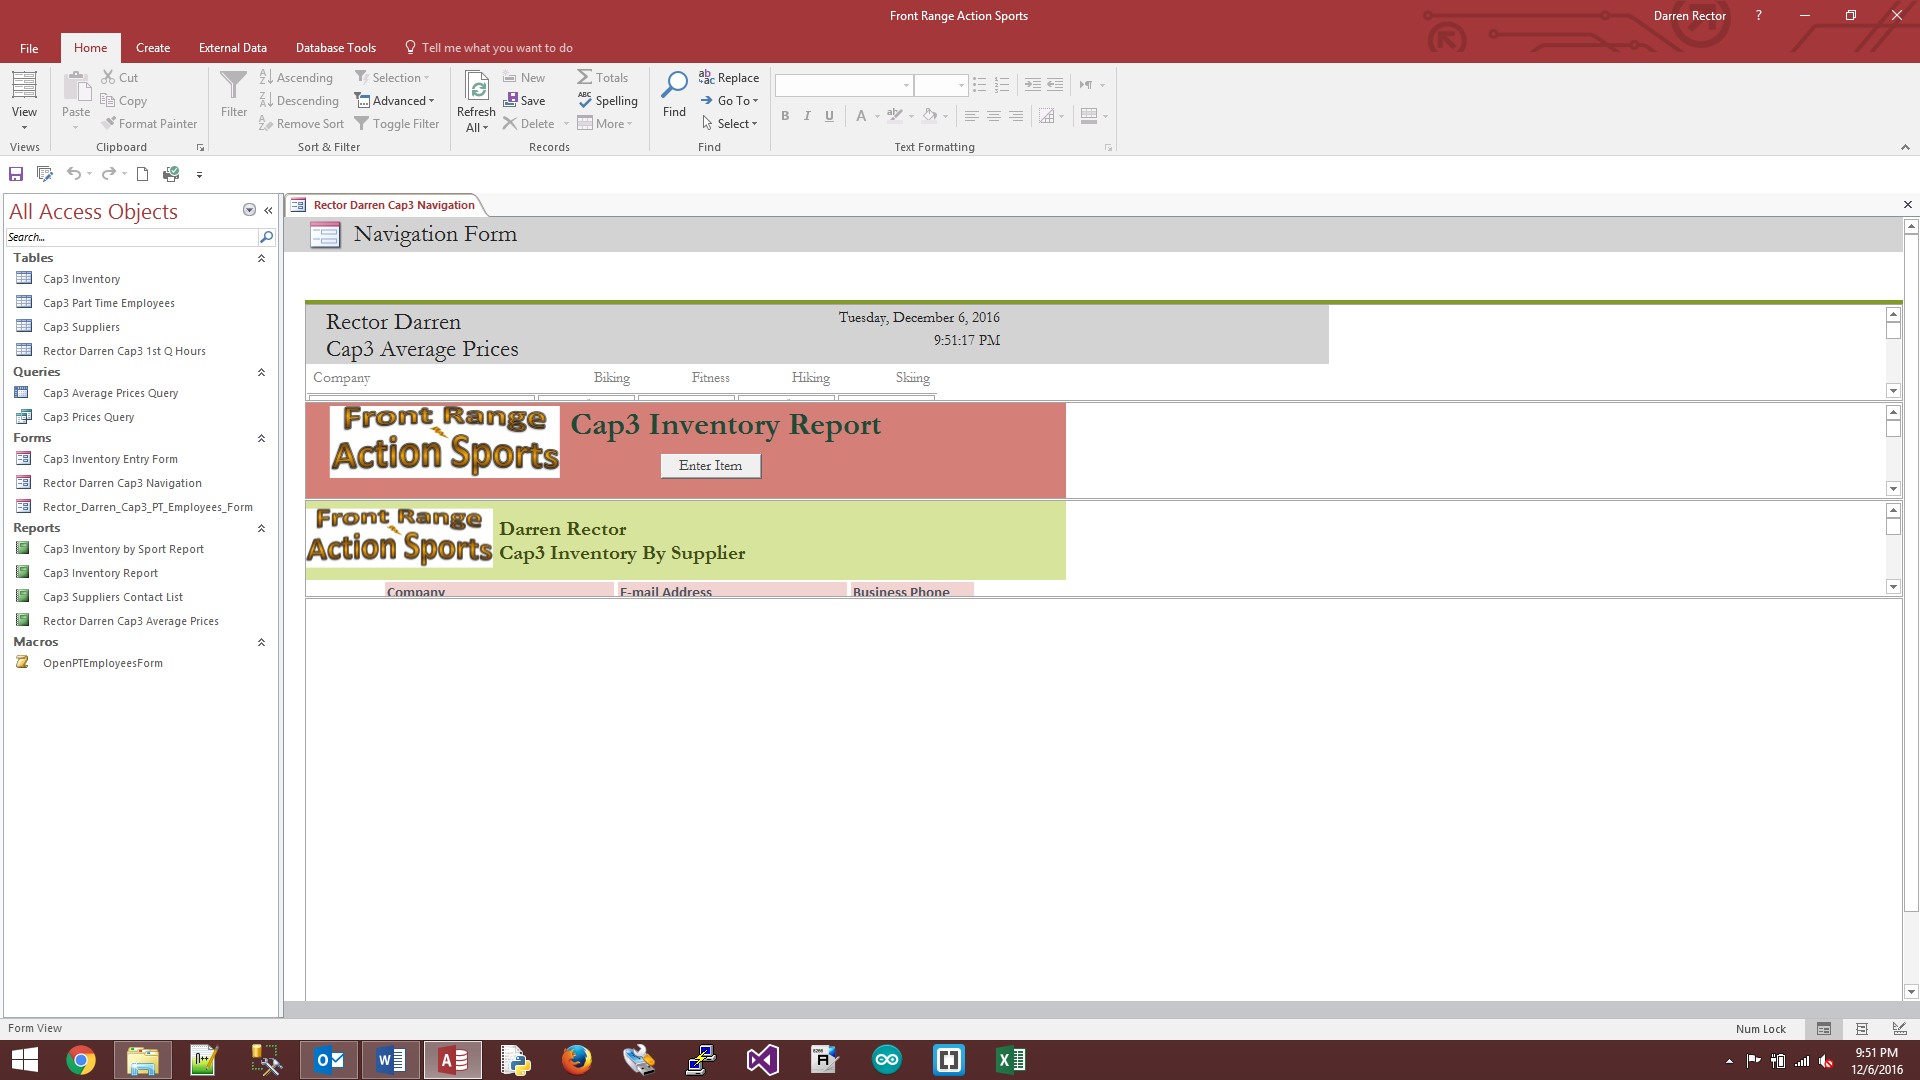 Front Range Action Sports
Darren Rector
?
File
Home
Create
External Data
Database Tools
Tell me what you want to do
View
Views
Paste
Cut
Copy
Format Painter
Clipboard
Filter
Ascending
Descending
Remove Sort
Selection
Advanced
Toggle Filter
Sort & Filter
Refresh
All
New
Save
Delete
Totals
Spelling
More
Records
Find
Replace
Go To
Select
Find
B I U A
Text Formatting
All Access Objects
Search...
Tables
Cap3 Inventory
Cap3 Part Time Employees
Cap3 Suppliers
Rector Darren Cap3 1st Q Hours
Queries
Cap3 Average Prices Query
Cap3 Prices Query
Forms
Cap3 Inventory Entry Form
Rector Darren Cap3 Navigation
Rector_Darren_Cap3_PT_Employees_Form
Reports
Cap3 Inventory by Sport Report
Cap3 Inventory Report
Cap3 Suppliers Contact List
Rector Darren Cap3 Average Prices
Macros
OpenPTEmployeesForm
Rector Darren Cap3 Navigation
Navigation Form
Rector Darren
Cap3 Average Prices
Tuesday, December 6, 2016
9:51:17 PM
Company Biking Fitness Hiking Skiing
Front Range
Action Sports
Cap3 Inventory Report
Enter Item
Front Range
Action Sports
Darren Rector
Cap3 Inventory By Supplier
Company E-mail Address Business Phone
Form View
Num Lock
9:51 PM
12/6/2016